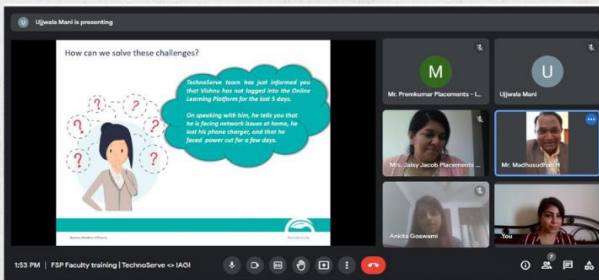 U Ujjwala Mani is presenting
How can we solve these challenges?
TechnoServe team has just informed you
that Vishnu has not logged into the Online
Learning Platform for the last 5 days.
On speaking with him, he tells you that
he is facing network issues at home, he
lost his phone charger, and that he
faced power cut for a few days.
? ? ? ? ? ? ?
M
Mr. Premkumar Placements - I...
U
Ujjwala Mani
Mrs. Jaisy Jacob Placements ...
Mr. Madhusudhan
Ankita Goswami
You
1:53 PM | FSP Faculty training | TechnoServe <> IAGI
7